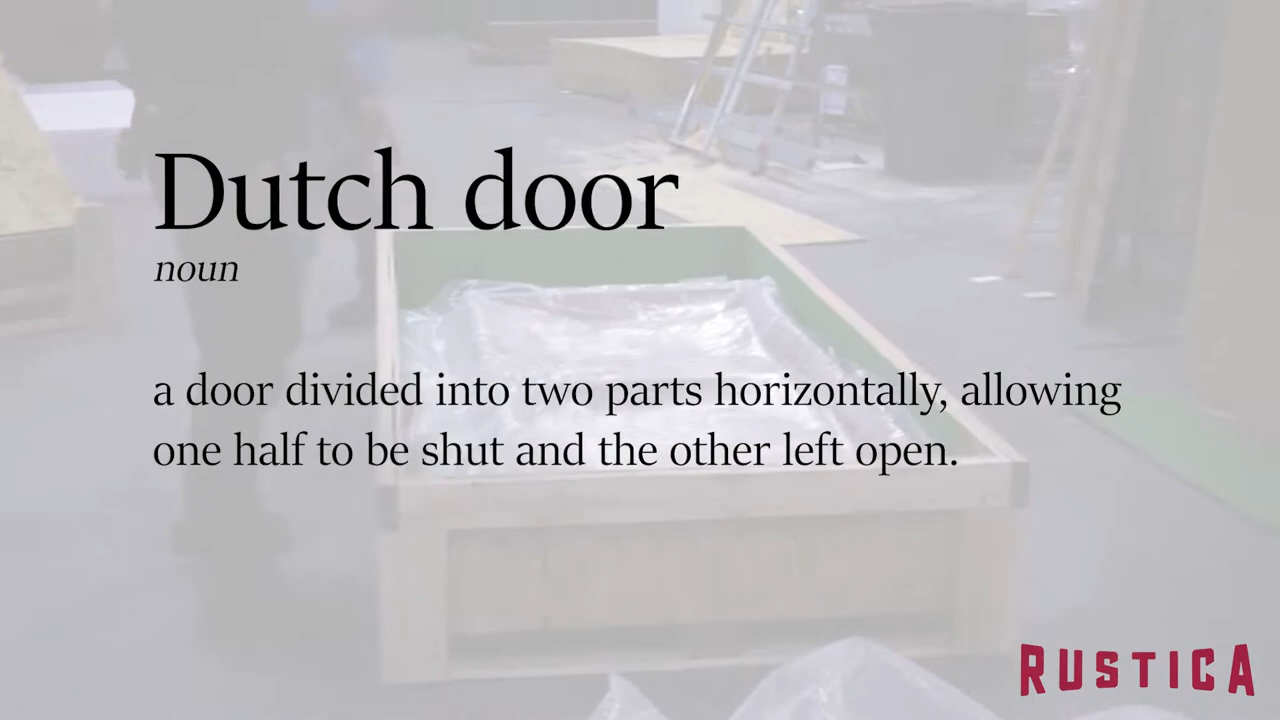 Dutch door
noun
a door divided into two parts horizontally, allowing
one half to be shut and the other left open.
RUSTICA